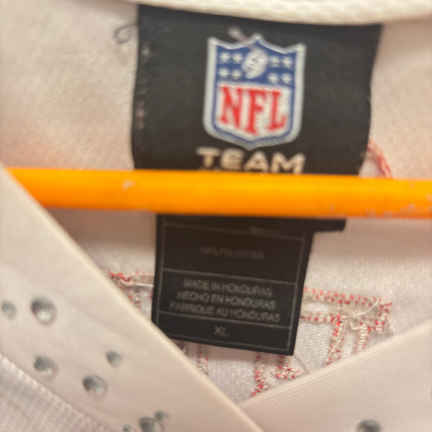 NFL
TEAM
MADE IN HONDURAS
HECHO EN HONDURAS
FABRIQUE AU HONDURAS
XL